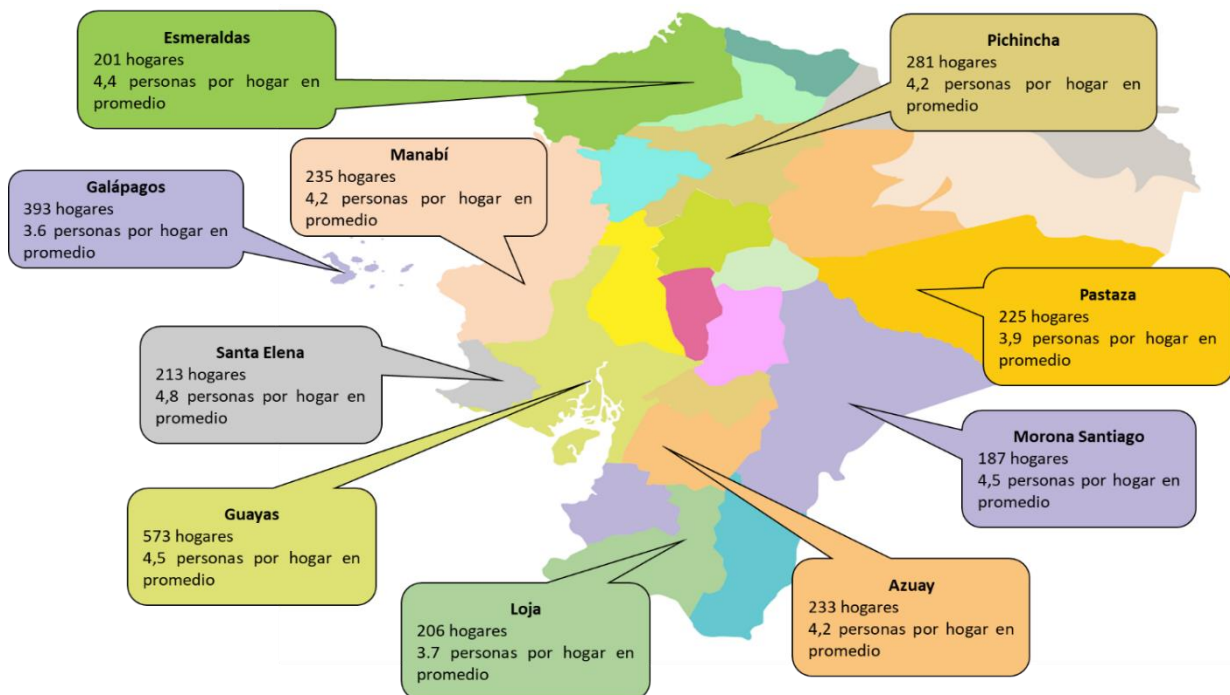 Esmeraldas
201 hogares
4,4 personas por hogar en
promedio
Pichincha
281 hogares
4,2 personas por hogar en
promedio
Manabí
235 hogares
4,2 personas por hogar en
promedio
Galápagos
393 hogares
3.6 personas por hogar en
promedio
Pastaza
225 hogares
3,9 personas por hogar en
promedio
Santa Elena
213 hogares
4,8 personas por hogar en
promedio
Morona Santiago
187 hogares
4,5 personas por hogar en
promedio
Guayas
573 hogares
4,5 personas por hogar en
promedio
Azuay
233 hogares
4,2 personas por hogar en
promedio
Loja
206 hogares
3.7 personas por hogar en
promedio